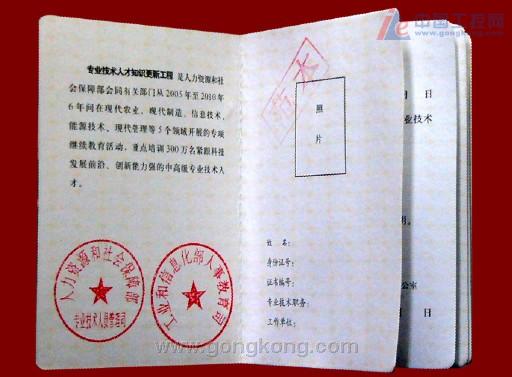 中国工控网
www.gongkong.com
专业技术人才知识更新工程 是人力资源和社
会保障部会同有关部门从2005年至2010年
6年间在现代农业、现代制造、信息技术、
能源技术、现代管理等5个领域开展的专项
继续教育活动，重点培训300万名紧跟科技
发展前沿、创新能力强的中高级专业技术人
才。
人力资源和社会保障部
专业技术人员管理司
工业和信息化部人事教育司
样本
照
片
姓 名：
身份证号：
证书编号：
专业技术职务：
工作单位：
月 日
业技术
月 日
www.gongkong.com